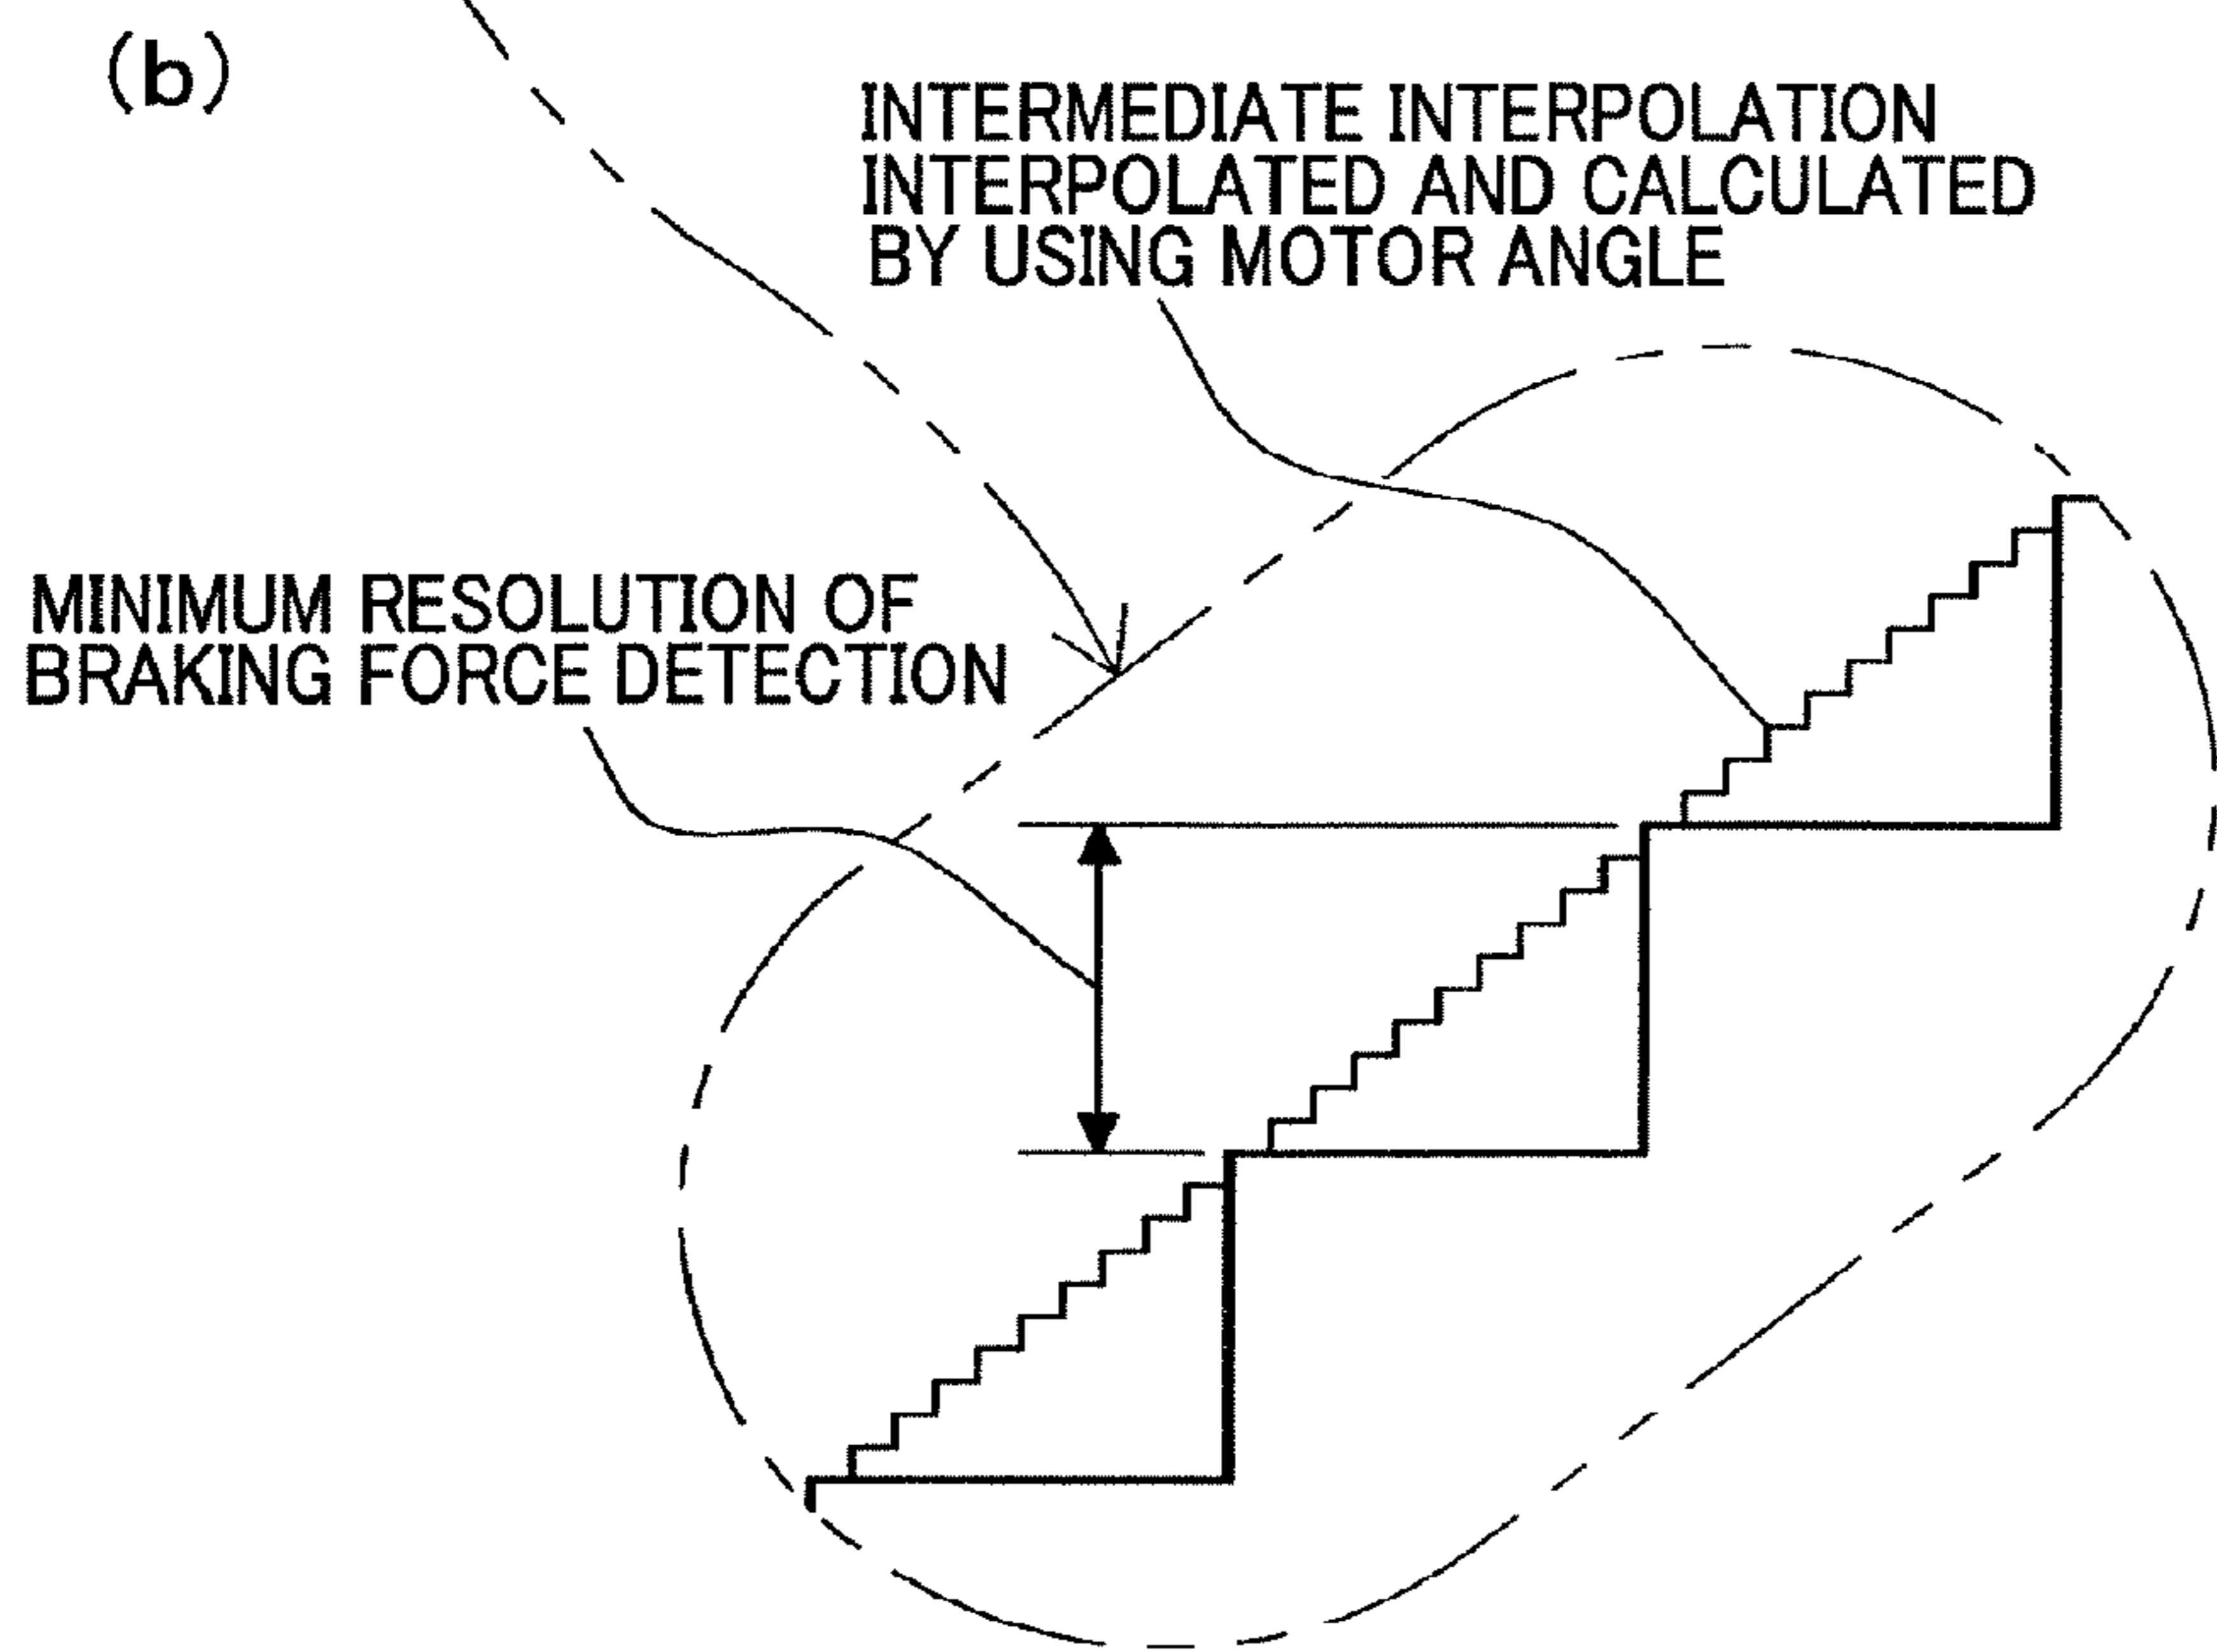 (b)
INTERMEDIATE INTERPOLATION
INTERPOLATED AND CALCULATED
BY USING MOTOR ANGLE
MINIMUM RESOLUTION OF
BRAKING FORCE DETECTION